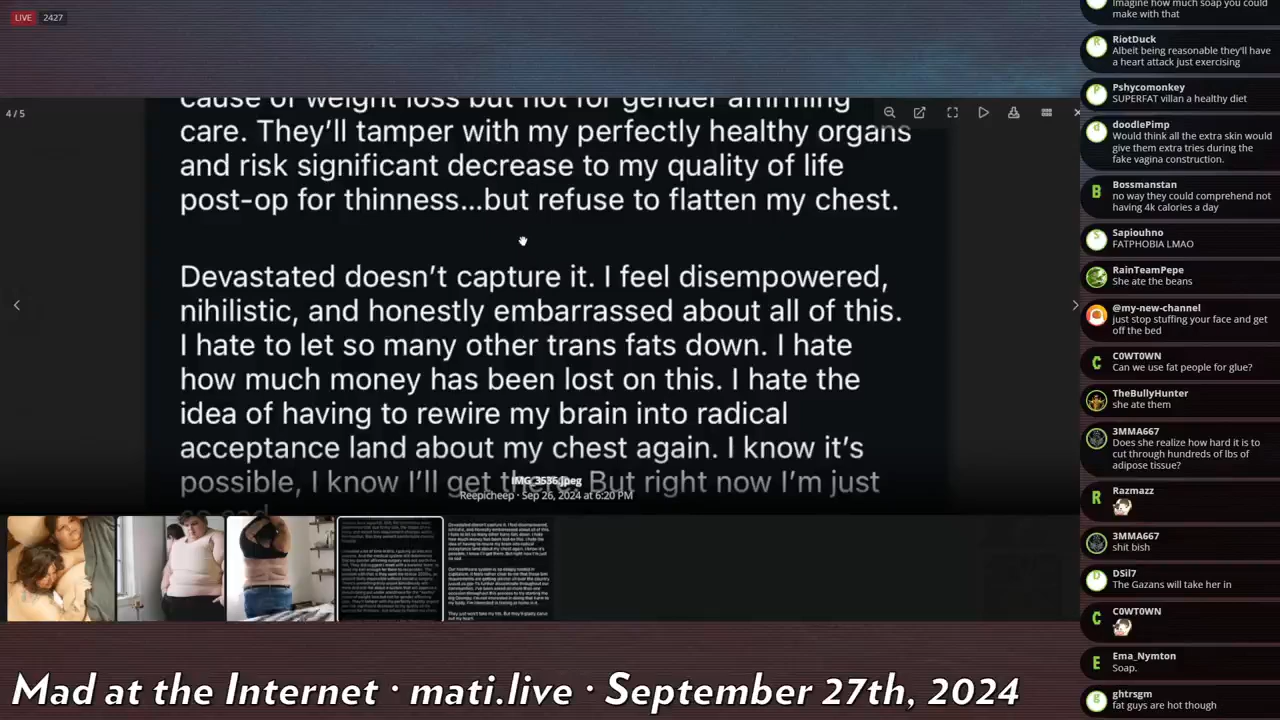 LIVE 2427
4 / 5
cause of weight loss but not for gender affirming
care. They'll tamper with my perfectly healthy organs
and risk significant decrease to my quality of life
post-op for thinness...but refuse to flatten my chest.
Devastated doesn't capture it. I feel disempowered,
nihilistic, and honestly embarrassed about all of this.
I hate to let so many other trans fats down. I hate
how much money has been lost on this. I hate the
idea of having to rewire my brain into radical
acceptance land about my chest again. I know it's
possible, I know I'll get there. But right now I'm just
so sad
IMG_3536.jpeg
Reepicheep · Sep 26, 2024 at 6:20 PM
Imagine how much soap you could
make with that
RiotDuck
Albeit being reasonable they'll have
a heart attack just exercising
Pshycomonkey
SUPERFAT villan a healthy diet
doodlePimp
Would think all the extra skin would
give them extra tries during the
fake vagina construction.
Bossmanstan
no way they could comprehend not
having 4k calories a day
Sapiouhno
FATPHOBIA LMAO
RainTeamPepe
She ate the beans
@my-new-channel
just stop stuffing your face and get
off the bed
C0WT0WN
Can we use fat people for glue?
TheBullyHunter
she ate them
3MMA667
Does she realize how hard it is to
cut through hundreds of lbs of
adipose tissue?
Razmazz
3MMA667
shit bish
DSil7
The Gazans will take her in
C0WT0WN
Ema_Nymton
Soap.
ghtrsgm
fat guys are hot though
Mad at the Internet · mati.live · September 27th, 2024